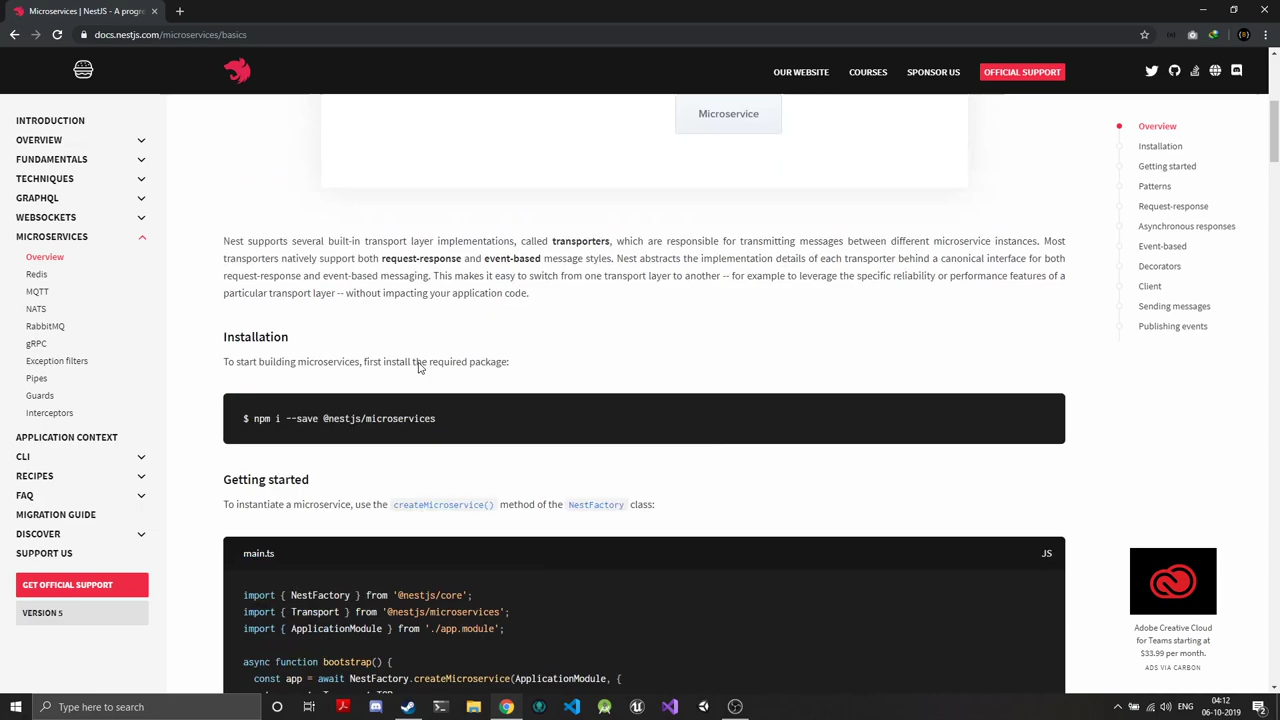 Microservices | NestJS - A progre
docs.nestjs.com/microservices/basics
OUR WEBSITE
COURSES
SPONSOR US
OFFICIAL SUPPORT
INTRODUCTION
OVERVIEW
FUNDAMENTALS
TECHNIQUES
GRAPHQL
WEBSOCKETS
MICROSERVICES
Overview
Redis
MQTT
NATS
RabbitMQ
gRPC
Exception filters
Pipes
Guards
Interceptors
APPLICATION CONTEXT
CLI
RECIPES
FAQ
MIGRATION GUIDE
DISCOVER
SUPPORT US
GET OFFICIAL SUPPORT
VERSION 5
Microservice
Nest supports several built-in transport layer implementations, called transporters, which are responsible for transmitting messages between different microservice instances. Most
transporters natively support both request-response and event-based message styles. Nest abstracts the implementation details of each transporter behind a canonical interface for both
request-response and event-based messaging. This makes it easy to switch from one transport layer to another -- for example to leverage the specific reliability or performance features of a
particular transport layer -- without impacting your application code.
Installation
To start building microservices, first install the required package:
$ npm i --save @nestjs/microservices
Getting started
To instantiate a microservice, use the createMicroservice() method of the NestFactory class:
main.ts
JS
import { NestFactory } from '@nestjs/core';
import { Transport } from '@nestjs/microservices';
import { ApplicationModule } from './app.module';
async function bootstrap() {
const app = await NestFactory.createMicroservice(ApplicationModule, {
Overview
Installation
Getting started
Patterns
Request-response
Asynchronous responses
Event-based
Decorators
Client
Sending messages
Publishing events
Adobe Creative Cloud
for Teams starting at
$33.99 per month.
ADS VIA CARBON
Type here to search
ENG
04:12
06-10-2019